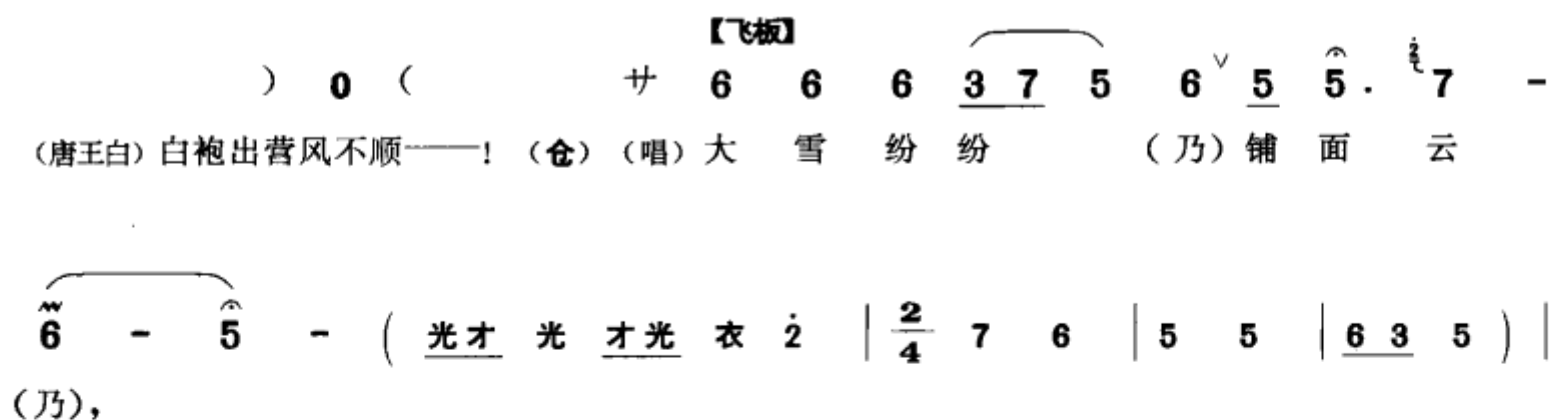 【飞板】
) 0 ( サ 6 6 6 3 7 5 6 ∨ 5 5 . 2 7 -
（唐王白）白袍出营风不顺——！（仓）（唱）大 雪 纷 纷 （乃）铺 面 云
6 - 5 - ( 光才 光 才光 衣 2 | 2/4 7 6 | 5 5 | 6 3 5 ) |
（乃），